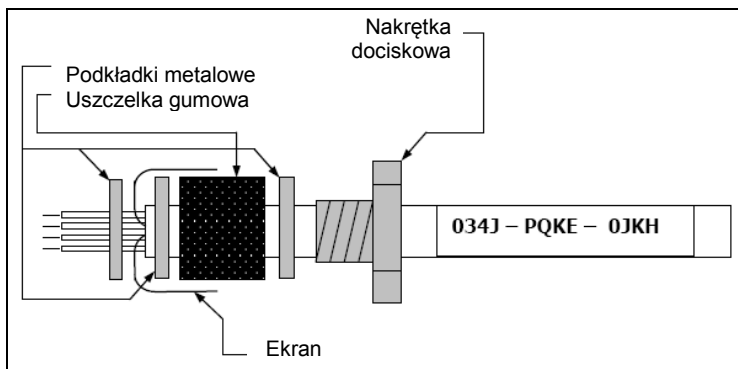 Nakrętka
dociskowa
Podkładki metalowe
Uszczelka gumowa
034J – PQKE – 0JKH
Ekran